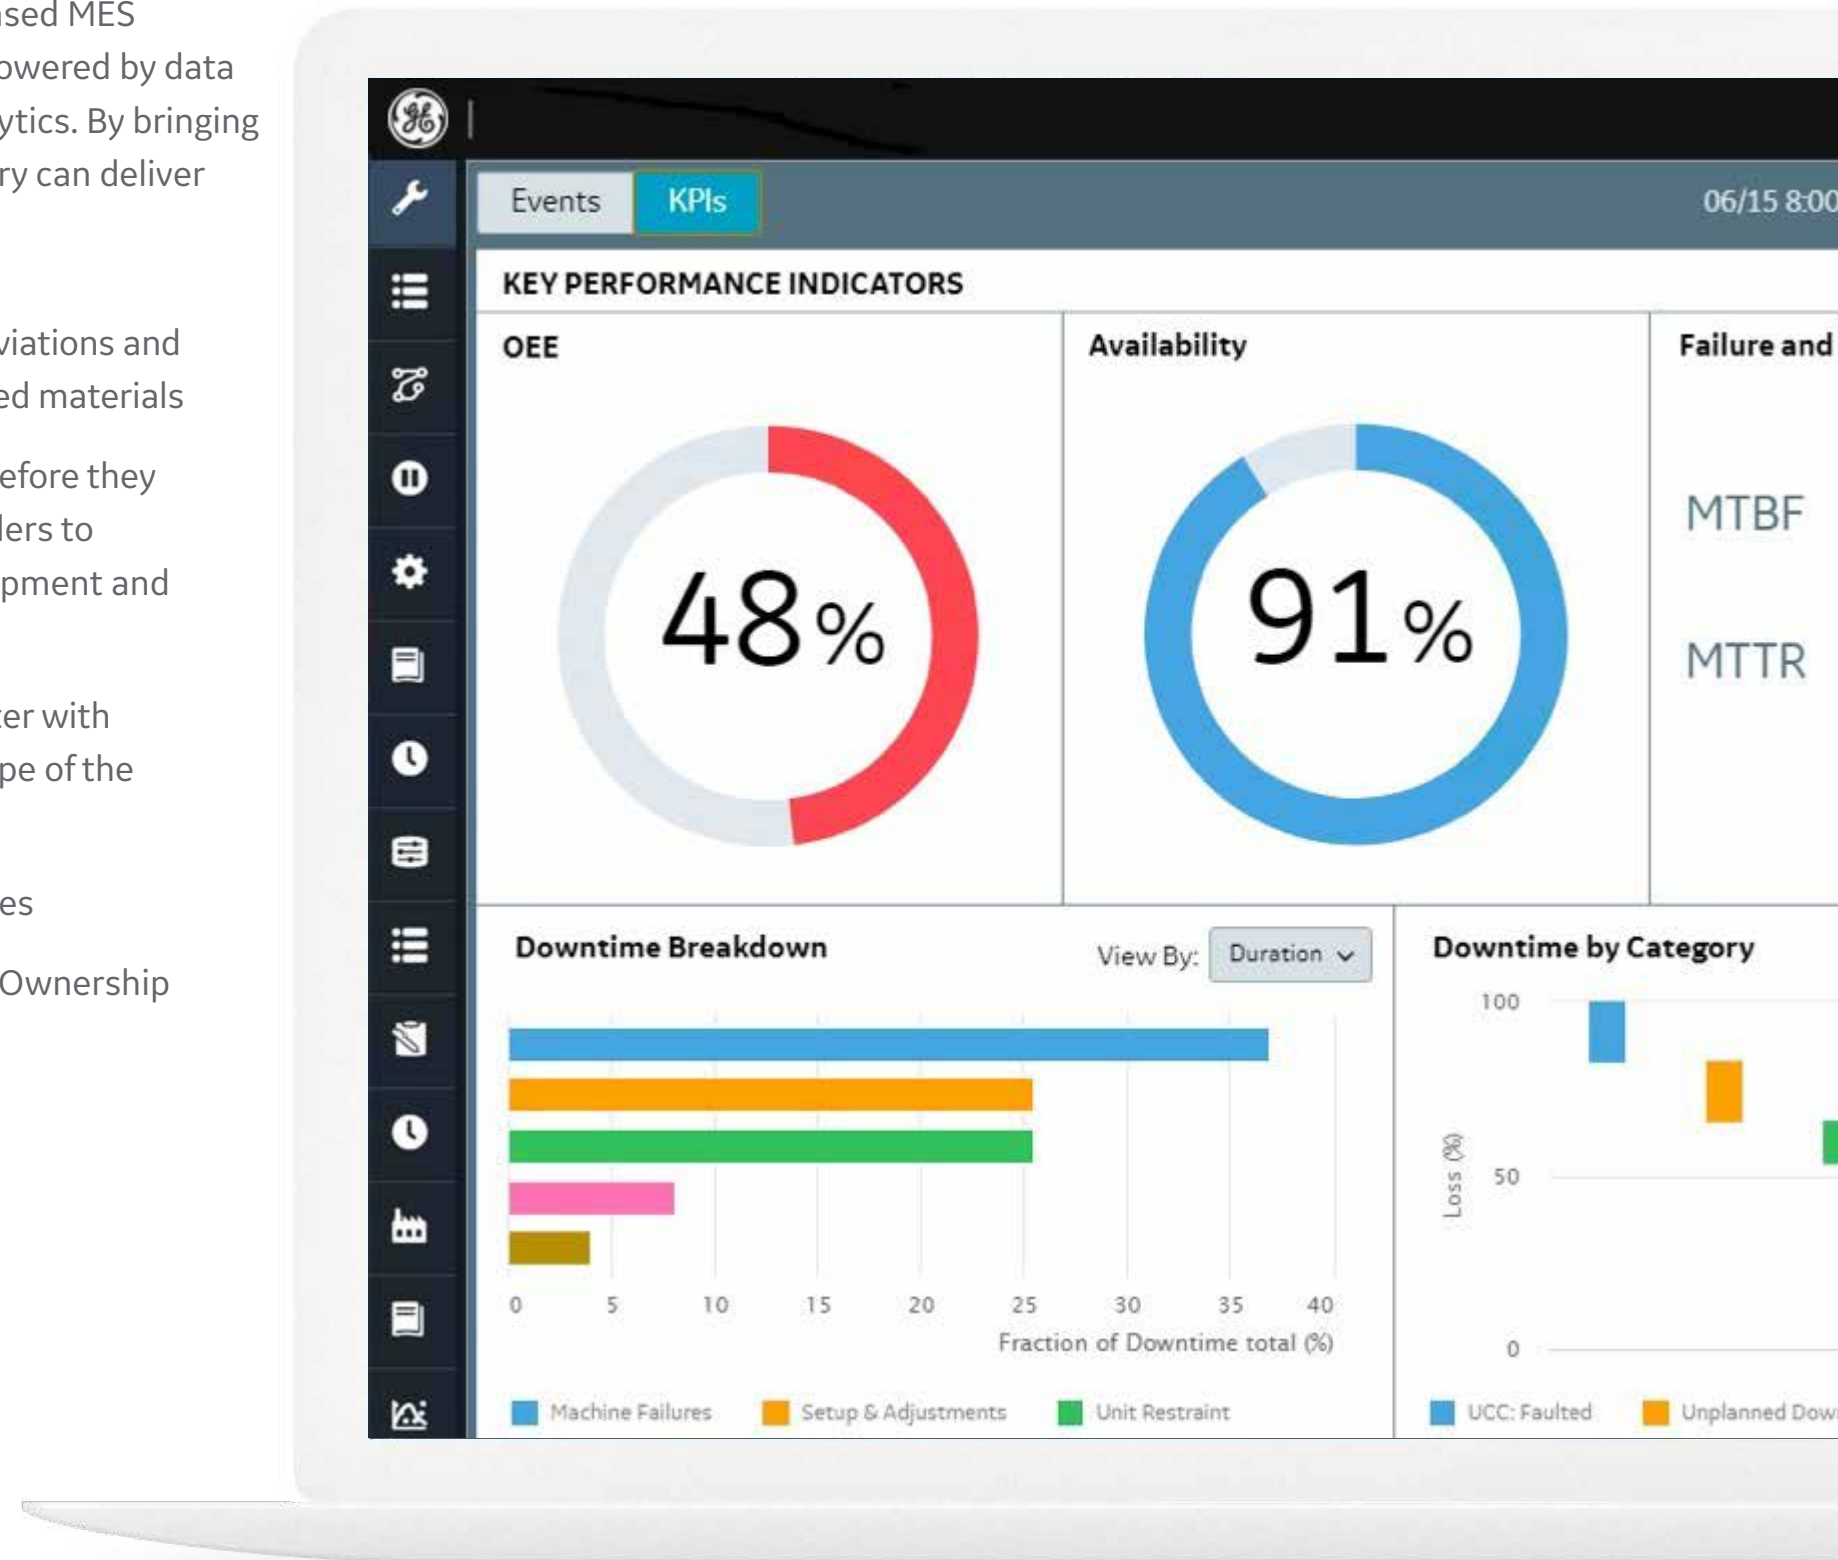 ased MES
owered by data
ytics. By bringing
ry can deliver
viations and
ed materials
efore they
ders to
ipment and
ter with
pe of the
es
Ownership
Events KPIs 06/15 8:00
KEY PERFORMANCE INDICATORS
OEE
48%
Availability
91%
Failure and
MTBF
MTTR
Downtime Breakdown
View By: Duration
0 5 10 15 20 25 30 35 40
Fraction of Downtime total (%)
Machine Failures Setup & Adjustments Unit Restraint
Downtime by Category
100
50
0
Loss (%)
UCC: Faulted Unplanned Dow